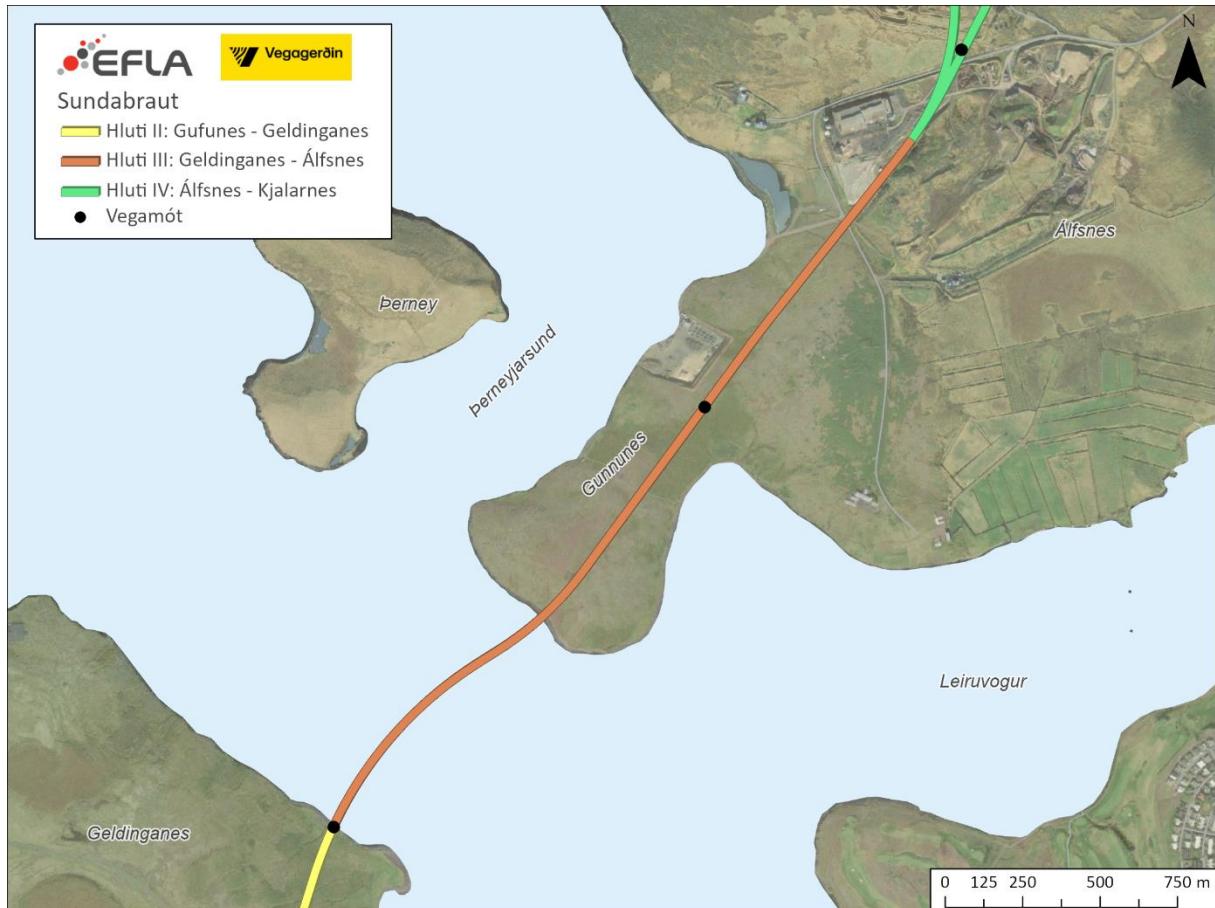 EFLA
Vegagerðin
Sundabraut
Hluti II: Gufunes - Geldinganes
Hluti III: Geldinganes - Álfsnes
Hluti IV: Álfsnes - Kjalarnes
Vegamót
N
Álfsnes
Þerney
Þerneyjarsund
Gunnunes
Leiruvogur
Geldinganes
0 125 250 500 750 m